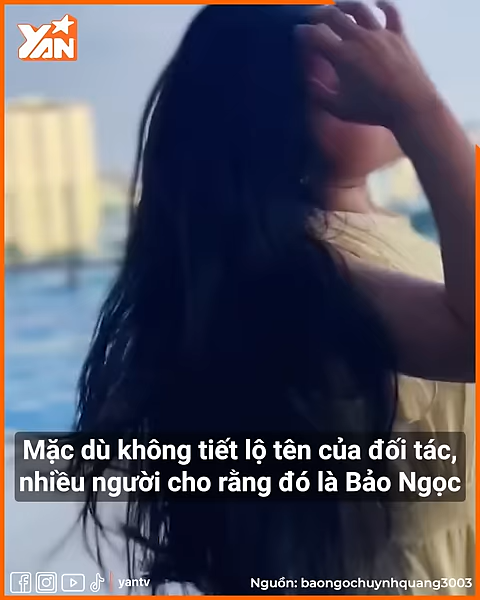 YAN
Mặc dù không tiết lộ tên của đối tác,
nhiều người cho rằng đó là Bảo Ngọc
yantv
Nguồn: baongochuynhquang3003